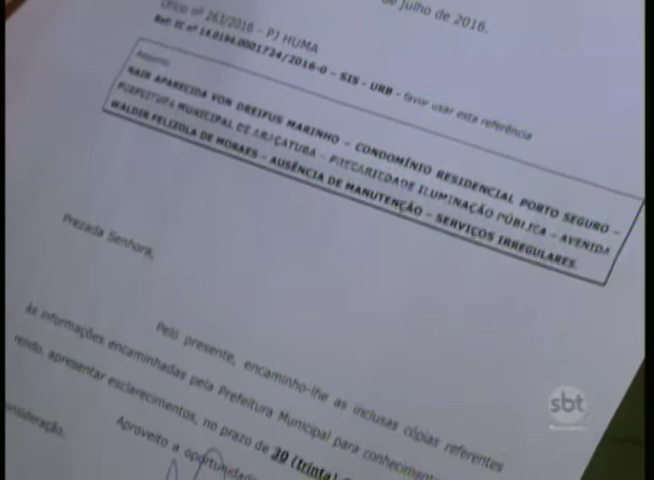 de julho de 2016.
Ofício nº 263/2016 - PJ HUMA
Ref: IC nº 14.0194.0001724/2016-0 - SIS - URB - favor usar esta referência
Assunto:
NAIR APARECIDA VON DREIFUS MARINHO - CONDOMÍNIO RESIDENCIAL PORTO SEGURO -
PREFEITURA MUNICIPAL DE ARAÇATUBA - PRECARIEDADE ILUMINAÇÃO PÚBLICA - AVENIDA
WALDIR FELIZOLA DE MORAES - AUSÊNCIA DE MANUTENÇÃO - SERVIÇOS IRREGULARES.
Prezada Senhora,
Pelo presente, encaminho-lhe as inclusas cópias referentes
às informações encaminhadas pela Prefeitura Municipal para conhecimento
apresentar esclarecimentos, no prazo de 30 (trinta)
Aproveito a oportunidade
sbt